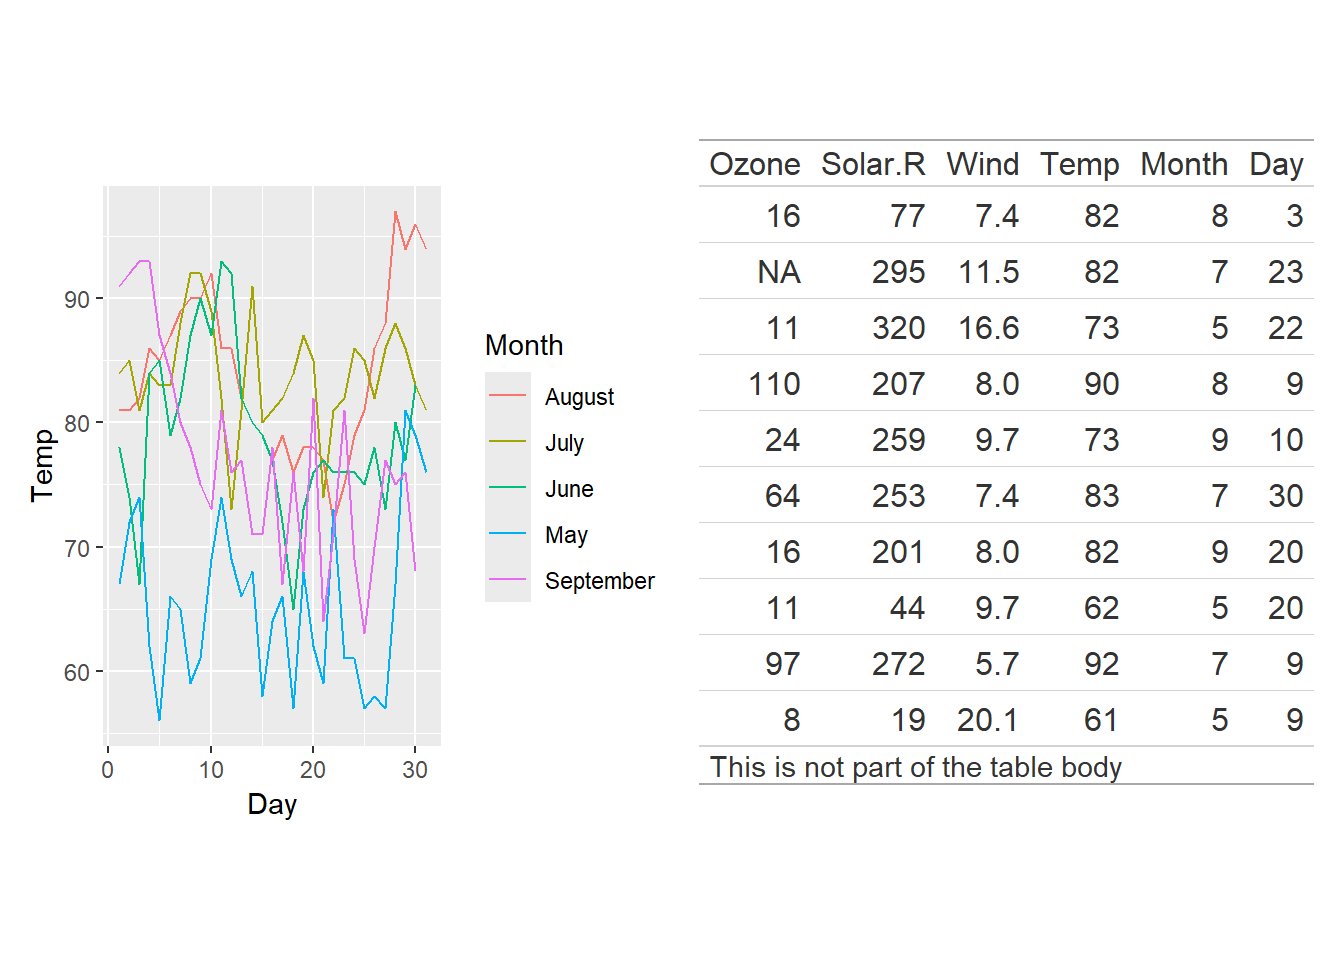 Temp
90
80
70
60
0 10 20 30
Day
Month
August
July
June
May
September
Ozone Solar.R Wind Temp Month Day
16 77 7.4 82 8 3
NA 295 11.5 82 7 23
11 320 16.6 73 5 22
110 207 8.0 90 8 9
24 259 9.7 73 9 10
64 253 7.4 83 7 30
16 201 8.0 82 9 20
11 44 9.7 62 5 20
97 272 5.7 92 7 9
8 19 20.1 61 5 9
This is not part of the table body